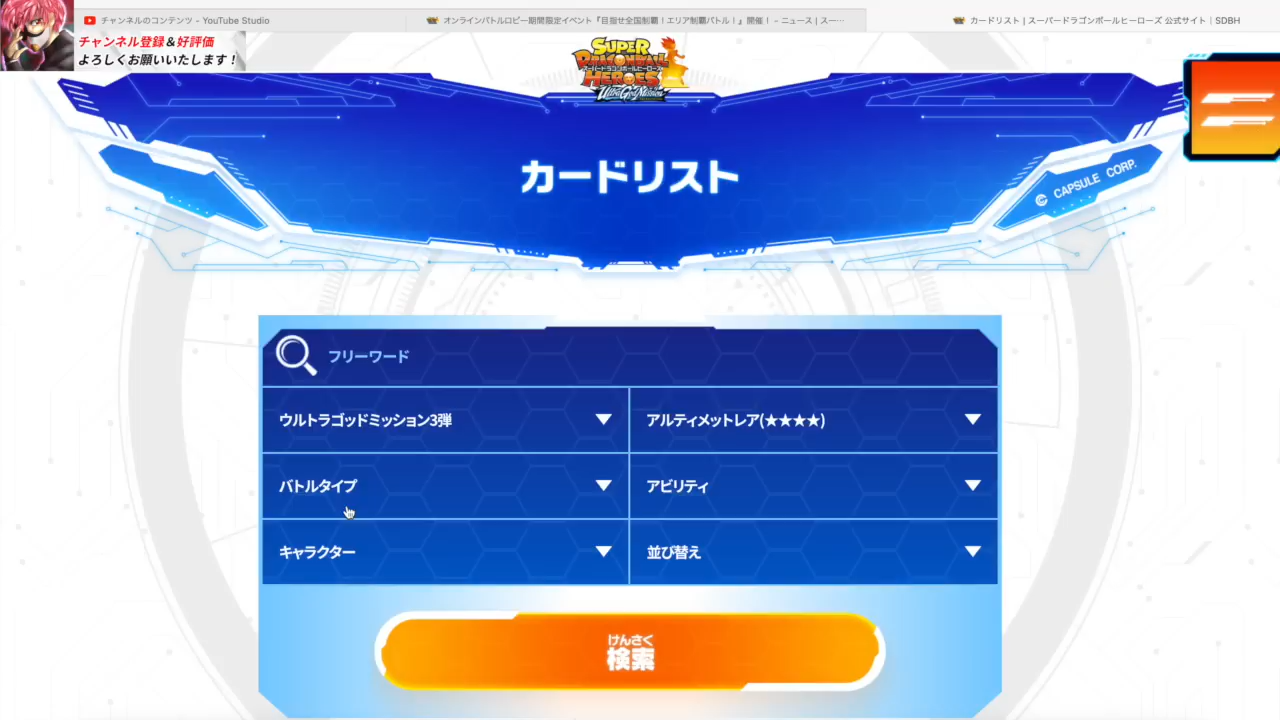 チャンネルのコンテンツ - YouTube Studio
オンラインバトルロビー期間限定イベント『目指せ全国制覇！エリア制覇バトル！』開催！ - ニュース | スー…
カードリスト | スーパードラゴンボールヒーローズ 公式サイト | SDBH
チャンネル登録＆好評価
よろしくお願いいたします！
SUPER
DRAGONBALL
スーパードラゴンボールヒーローズ
HEROES
Ultra God Mission
カードリスト
CAPSULE CORP.
フリーワード
ウルトラゴッドミッション3弾
アルティメットレア(★★★★)
バトルタイプ
アビリティ
キャラクター
並び替え
けんさく
検索